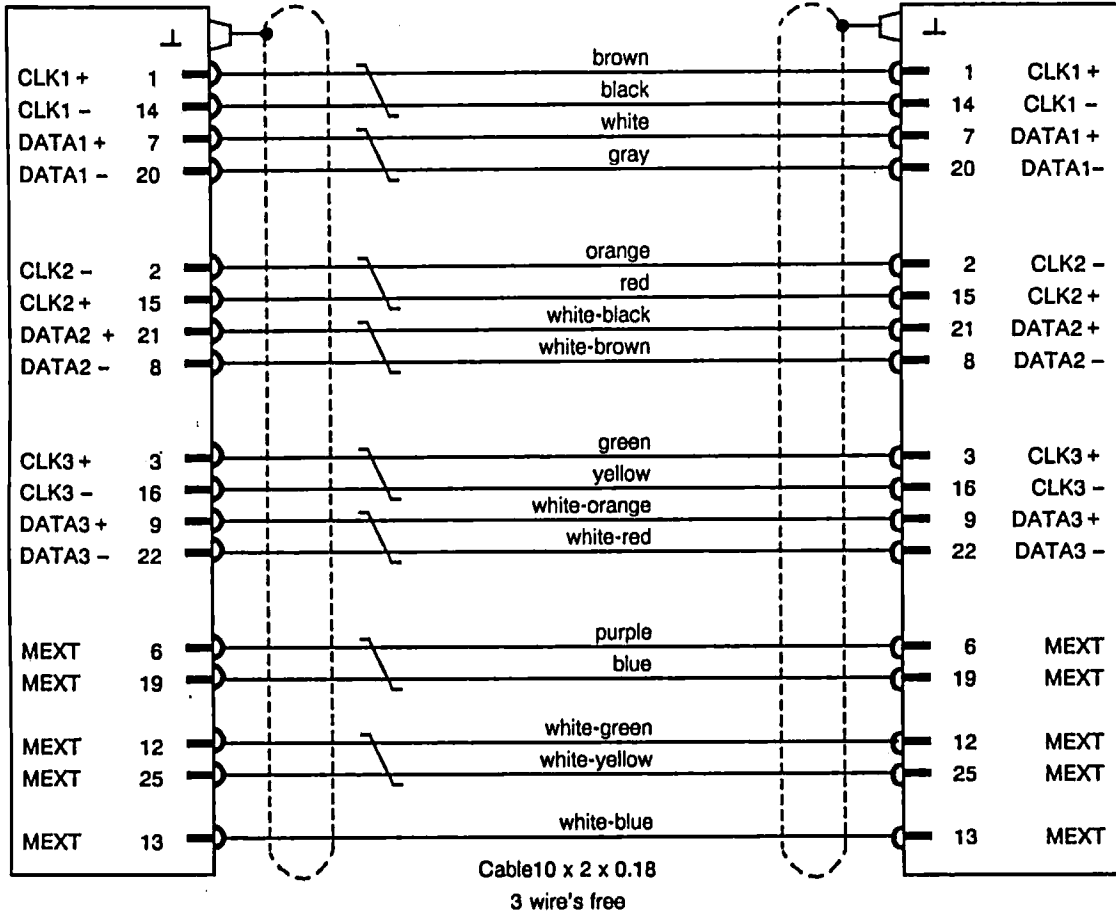 ⊥ ⊥
CLK1 + 1 brown 1 CLK1 +
CLK1 – 14 black 14 CLK1 –
DATA1 + 7 white 7 DATA1 +
DATA1 – 20 gray 20 DATA1–
CLK2 – 2 orange 2 CLK2 –
CLK2 + 15 red 15 CLK2 +
DATA2 + 21 white-black 21 DATA2 +
DATA2 – 8 white-brown 8 DATA2 –
CLK3 + 3 green 3 CLK3 +
CLK3 – 16 yellow 16 CLK3 –
DATA3 + 9 white-orange 9 DATA3 +
DATA3 – 22 white-red 22 DATA3 –
MEXT 6 purple 6 MEXT
MEXT 19 blue 19 MEXT
MEXT 12 white-green 12 MEXT
MEXT 25 white-yellow 25 MEXT
MEXT 13 white-blue 13 MEXT
Cable10 x 2 x 0.18
3 wire's free